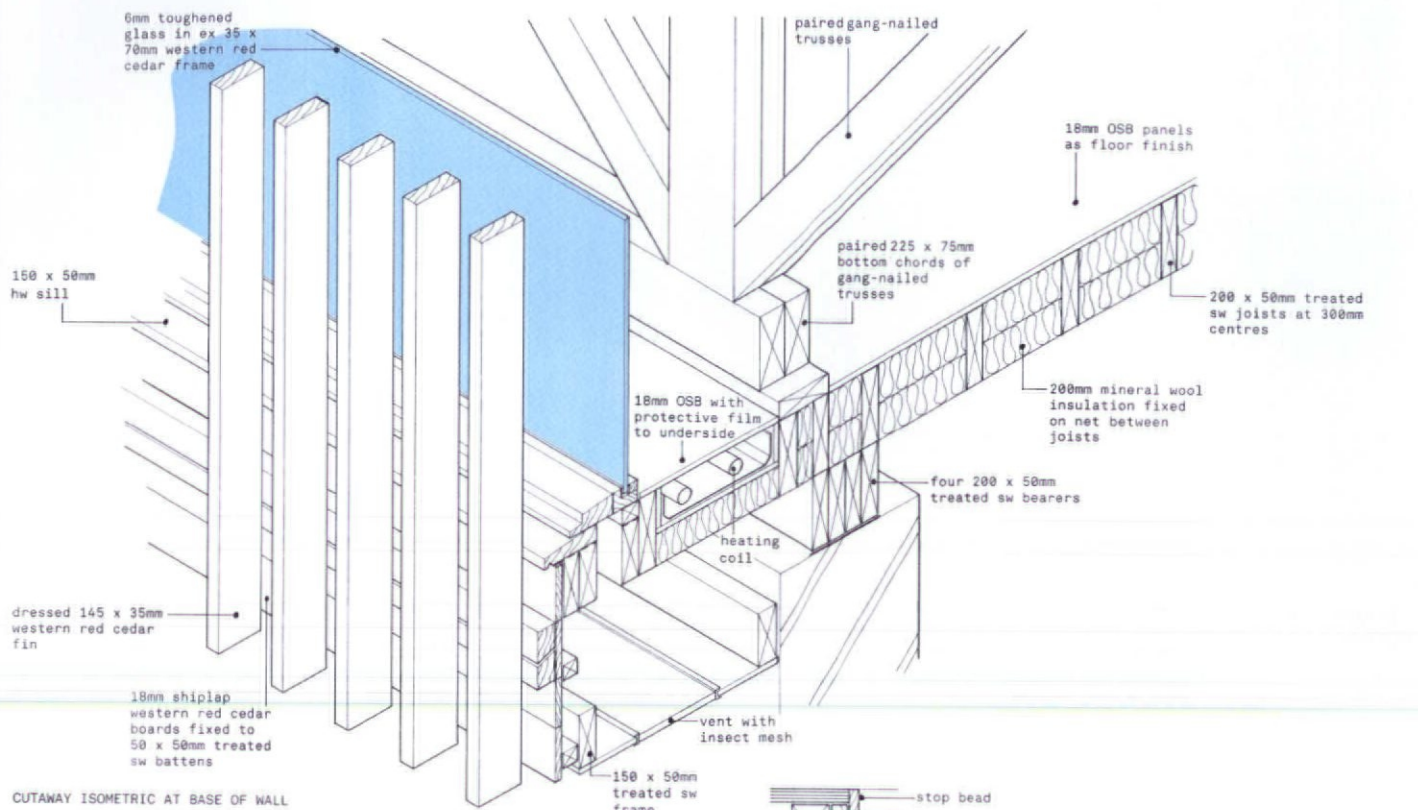 6mm toughened
glass in ex 35 x
70mm western red
cedar frame
paired gang-nailed
trusses
18mm OSB panels
as floor finish
150 x 50mm
hw sill
paired 225 x 75mm
bottom chords of
gang-nailed
trusses
200 x 50mm treated
sw joists at 300mm
centres
18mm OSB with
protective film
to underside
200mm mineral wool
insulation fixed
on net between
joists
four 200 x 50mm
treated sw bearers
heating
coil
dressed 145 x 35mm
western red cedar
fin
18mm shiplap
western red cedar
boards fixed to
50 x 50mm treated
sw battens
vent with
insect mesh
150 x 50mm
treated sw
frame
CUTAWAY ISOMETRIC AT BASE OF WALL
stop bead